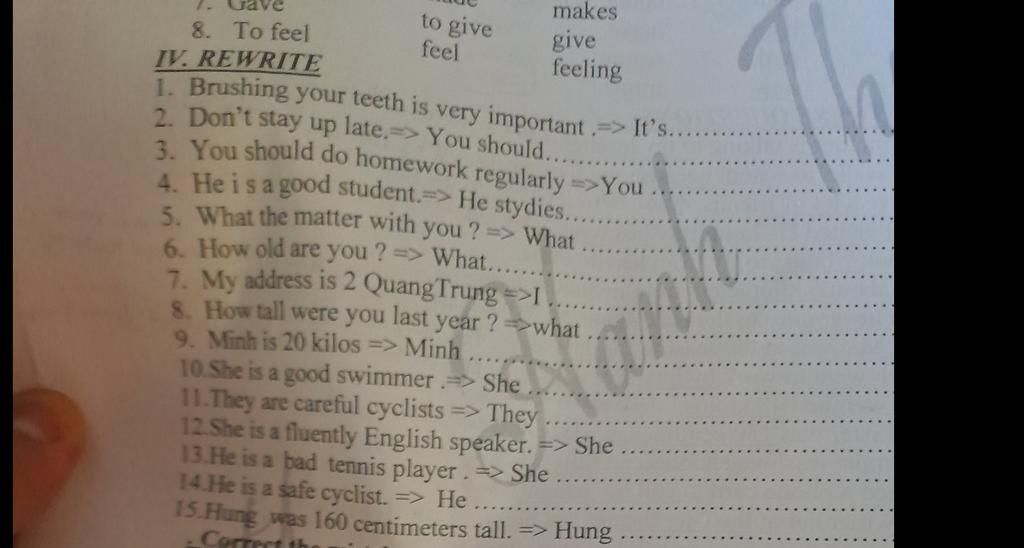 7. Gave makes
8. To feel to give give
feel feeling
IV. REWRITE
1. Brushing your teeth is very important .=> It's..........................
2. Don't stay up late.=> You should..........................
3. You should do homework regularly =>You ..........................
4. He i s a good student.=> He stydies..........................
5. What the matter with you ? => What ..........................
6. How old are you ? => What..........................
7. My address is 2 QuangTrung =>I ..........................
8. How tall were you last year ? =>what ..........................
9. Minh is 20 kilos => Minh ..........................
10.She is a good swimmer .=> She ..........................
11.They are careful cyclists => They ..........................
12.She is a fluently English speaker. => She ..........................
13.He is a bad tennis player . => She ..........................
14.He is a safe cyclist. => He ..........................
15.Hung was 160 centimeters tall. => Hung ..........................
Correct the
Hanh